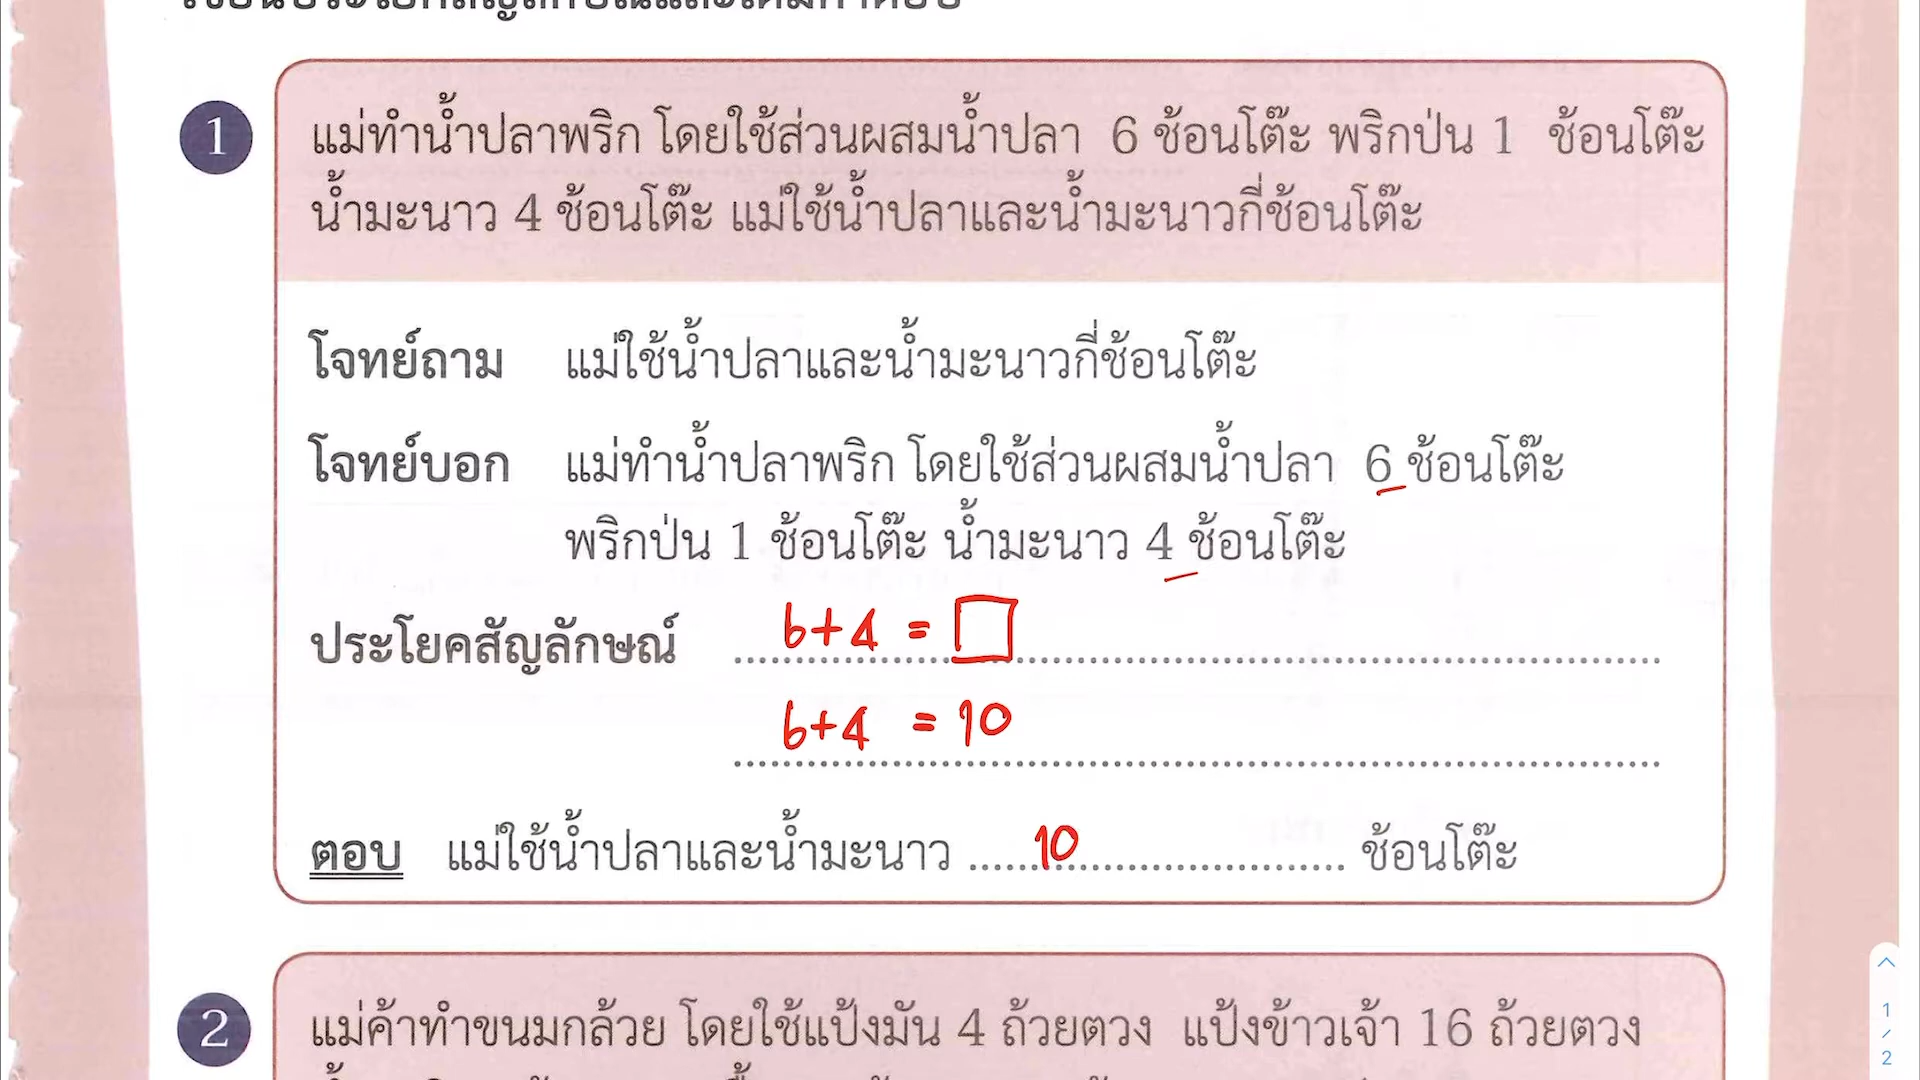 1
แม่ทำน้ำปลาพริก โดยใช้ส่วนผสมน้ำปลา 6 ช้อนโต๊ะ พริกป่น 1 ช้อนโต๊ะ
น้ำมะนาว 4 ช้อนโต๊ะ แม่ใช้น้ำปลาและน้ำมะนาวกี่ช้อนโต๊ะ
โจทย์ถาม แม่ใช้น้ำปลาและน้ำมะนาวกี่ช้อนโต๊ะ
โจทย์บอก แม่ทำน้ำปลาพริก โดยใช้ส่วนผสมน้ำปลา 6 ช้อนโต๊ะ
พริกป่น 1 ช้อนโต๊ะ น้ำมะนาว 4 ช้อนโต๊ะ
ประโยคสัญลักษณ์ 6+4 = □
6+4 = 10
ตอบ แม่ใช้น้ำปลาและน้ำมะนาว 10 ช้อนโต๊ะ
2
แม่ค้าทำขนมกล้วย โดยใช้แป้งมัน 4 ถ้วยตวง แป้งข้าวเจ้า 16 ถ้วยตวง
1
/
2